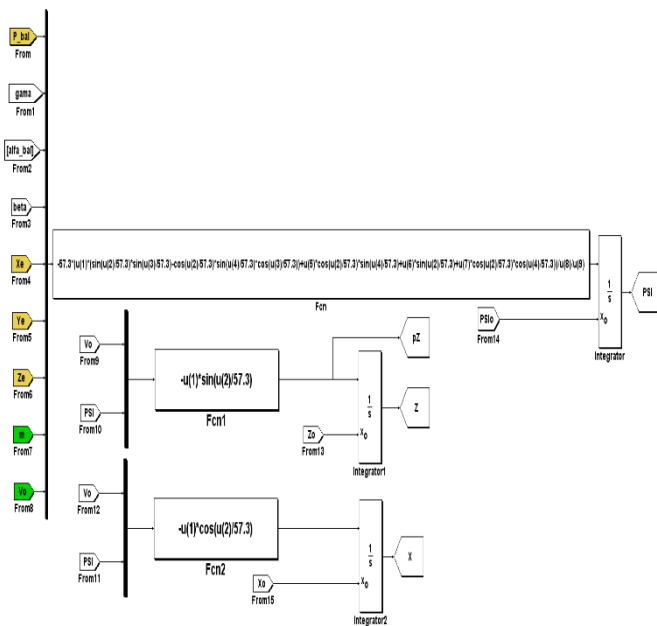 P_bal
From
gama
From1
[alfa_bal]
From2
beta
From3
Xe
From4
Ye
From5
Ze
From6
m
From7
Vo
From8
-57.3*(u(1)*(sin(u(2)/57.3)*sin(u(3)/57.3)-cos(u(2)/57.3)*sin(u(4)/57.3)*cos(u(3)/57.3))+u(5)*cos(u(2)/57.3)*sin(u(4)/57.3)+u(6)*sin(u(2)/57.3)+u(7)*cos(u(2)/57.3)*cos(u(4)/57.3))/u(8)/u(9)
Fcn
PSIo
From14
1
s
xo
Integrator
PSI
Vo
From9
PSI
From10
-u(1)*sin(u(2)/57.3)
Fcn1
pZ
Zo
From13
1
s
xo
Integrator1
Z
Vo
From12
PSI
From11
-u(1)*cos(u(2)/57.3)
Fcn2
Xo
From15
1
s
xo
Integrator2
X